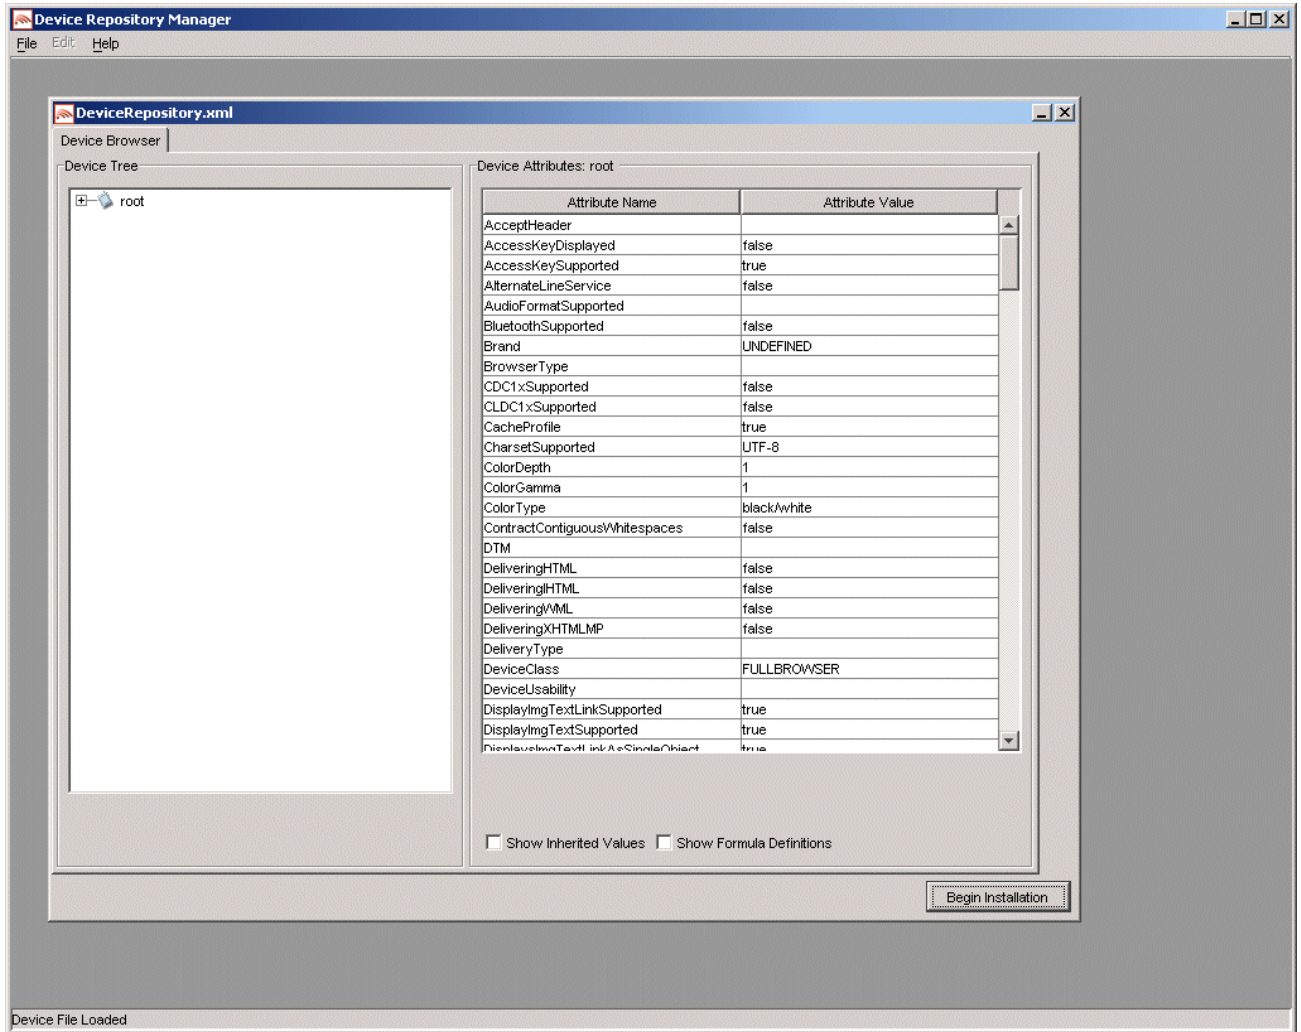 Device Repository Manager
File Edit Help
DeviceRepository.xml
Device Browser
Device Tree
root
Device Attributes: root
Attribute Name Attribute Value
AcceptHeader
AccessKeyDisplayed false
AccessKeySupported true
AlternateLineService false
AudioFormatSupported
BluetoothSupported false
Brand UNDEFINED
BrowserType
CDC1xSupported false
CLDC1xSupported false
CacheProfile true
CharsetSupported UTF-8
ColorDepth 1
ColorGamma 1
ColorType black/white
ContractContiguousWhitespaces false
DTM
DeliveringHTML false
DeliveringIHTML false
DeliveringWML false
DeliveringXHTMLMP false
DeliveryType
DeviceClass FULLBROWSER
DeviceUsability
DisplayImgTextLinkSupported true
DisplayImgTextSupported true
DisplaysImgTextLinkAsSingleObject true
Show Inherited Values Show Formula Definitions
Begin Installation
Device File Loaded